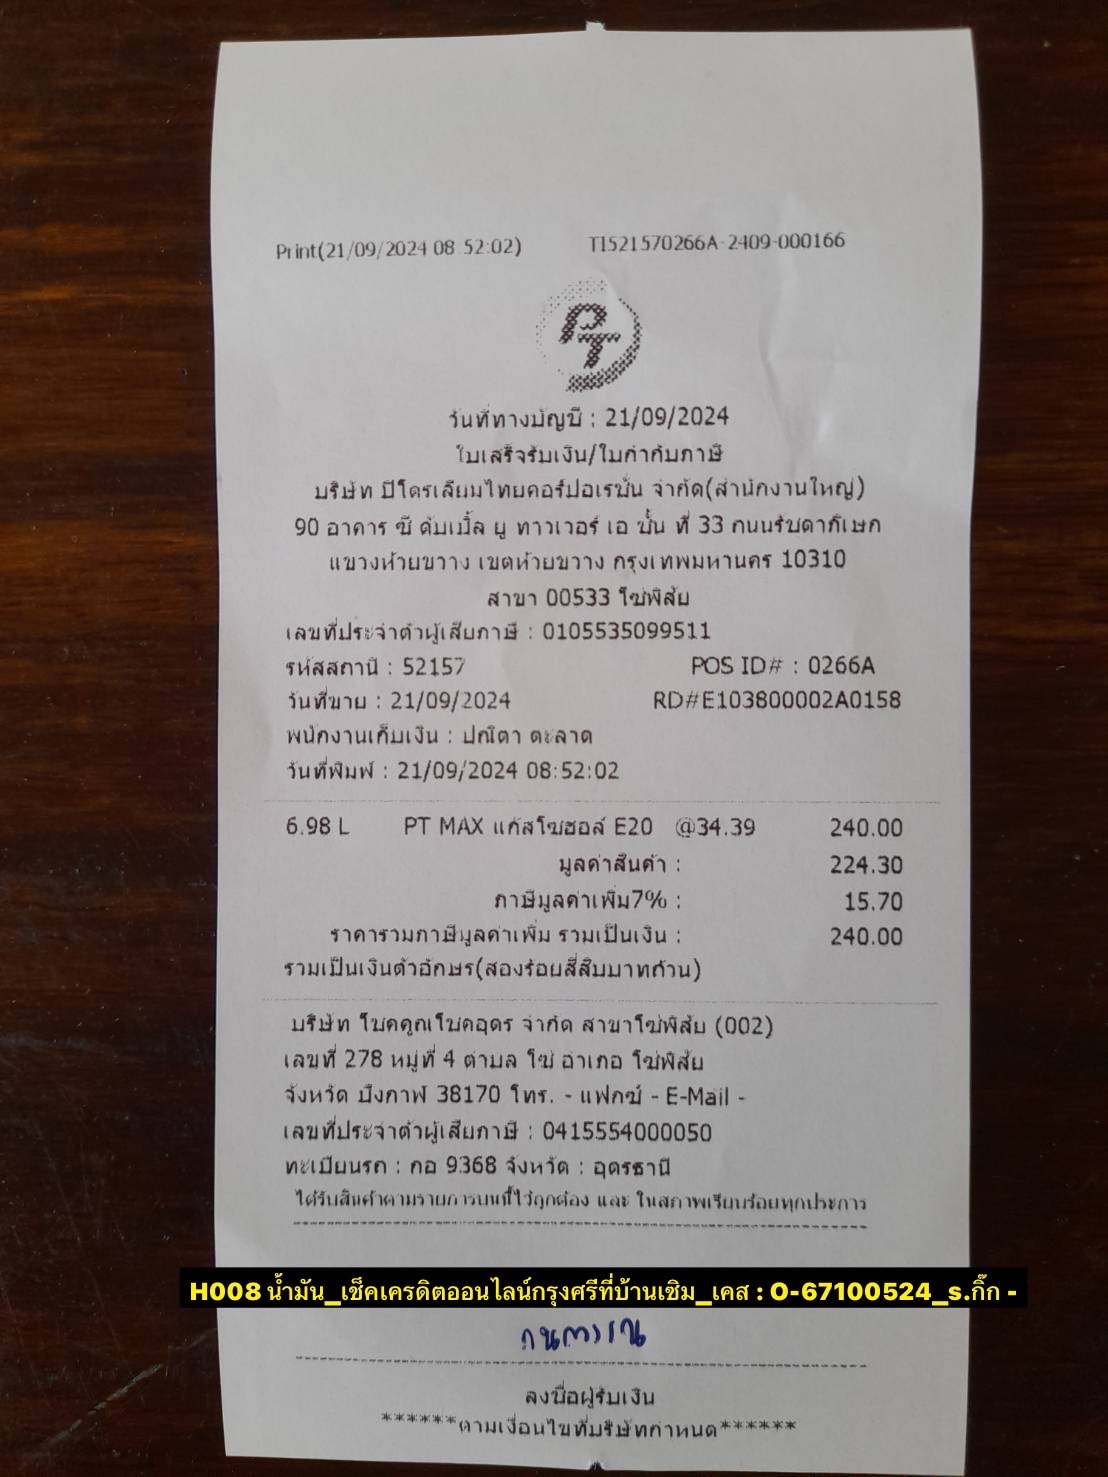 Print(21/09/2024 08:52:02) TI521570266A-2409-000166
PT
วันที่ทางบัญชี : 21/09/2024
ใบเสร็จรับเงิน/ใบกำกับภาษี
บริษัท ปิโตรเลียมไทยคอร์ปอเรชั่น จำกัด(สำนักงานใหญ่)
90 อาคาร ซี ดับเบิ้ล ยู ทาวเวอร์ เอ ชั้น ที่ 33 ถนนรัชดาภิเษก
แขวงห้วยขวาง เขตห้วยขวาง กรุงเทพมหานคร 10310
สาขา 00533 โซ่พิสัย
เลขที่ประจำตัวผู้เสียภาษี : 0105535099511
รหัสสถานี : 52157 POS ID# : 0266A
วันที่ขาย : 21/09/2024 RD#E103800002A0158
พนักงานเก็บเงิน : ปณิตา ตะลาด
วันที่พิมพ์ : 21/09/2024 08:52:02
6.98 L PT MAX แก๊สโซฮอล์ E20 @34.39 240.00
มูลค่าสินค้า : 224.30
ภาษีมูลค่าเพิ่ม7% : 15.70
ราคารวมภาษีมูลค่าเพิ่ม รวมเป็นเงิน : 240.00
รวมเป็นเงินตัวอักษร(สองร้อยสี่สิบบาทถ้วน)
บริษัท โชคคูณโชคอุดร จำกัด สาขาโซ่พิสัย (002)
เลขที่ 278 หมู่ที่ 4 ตำบล โซ่ อำเภอ โซ่พิสัย
จังหวัด บึงกาฬ 38170 โทร. - แฟกซ์ - E-Mail -
เลขที่ประจำตัวผู้เสียภาษี : 0415554000050
ทะเบียนรถ : กอ 9368 จังหวัด : อุดรธานี
ได้รับสินค้าตามรายการบนนี้ไว้ถูกต้อง และ ในสภาพเรียบร้อยทุกประการ
H008 น้ำมัน_เช็คเครดิตออนไลน์กรุงศรีที่บ้านเซิม_เคส : O-67100524_s.กิ๊ก -
ลงชื่อผู้รับเงิน
******ตามเงื่อนไขที่บริษัทกำหนด******